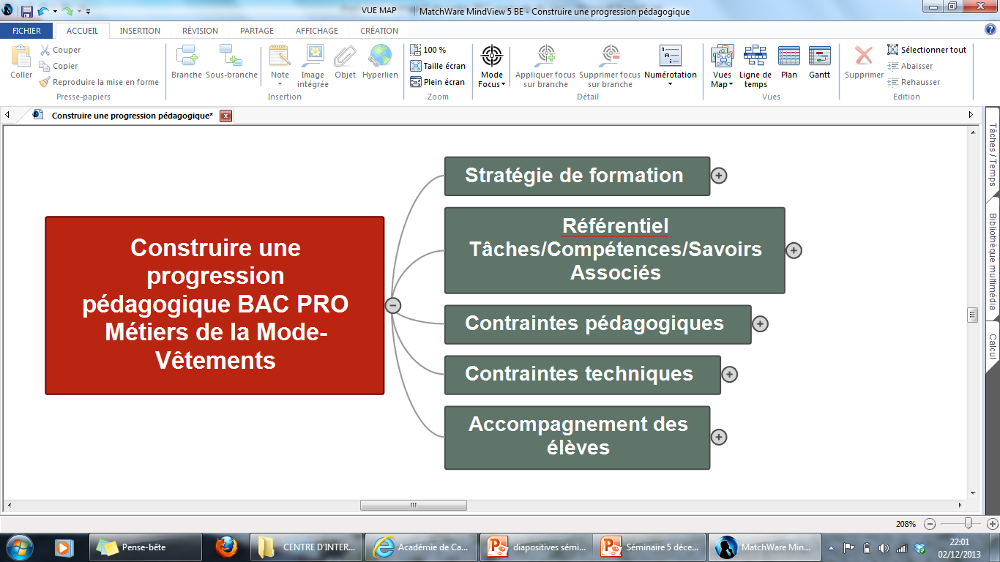 VUE MAP
MatchWare MindView 5 BE - Construire une progression pédagogique
FICHIER
ACCUEIL
INSERTION
RÉVISION
PARTAGE
AFFICHAGE
CRÉATION
Coller
Couper
Copier
Reproduire la mise en forme
Presse-papiers
Branche
Sous-branche
Note
Image
intégrée
Objet
Hyperlien
Insertion
100 %
Taille écran
Plein écran
Zoom
Mode
Focus
Appliquer focus
sur branche
Supprimer focus
sur branche
Numérotation
Détail
Vues
Map
Ligne de
temps
Plan
Gantt
Vues
Supprimer
Sélectionner tout
Abaisser
Rehausser
Edition
Construire une progression pédagogique*
Construire une
progression
pédagogique BAC PRO
Métiers de la Mode-
Vêtements
Stratégie de formation
Référentiel
Tâches/Compétences/Savoirs
Associés
Contraintes pédagogiques
Contraintes techniques
Accompagnement des
élèves
Tâches / Temps
Bibliothèque multimédia
Calcul
208%
Pense-bête
CENTRE D'INTER...
Académie de Ca...
diapositives sémi...
Séminaire 5 déce...
MatchWare Min...
22:01
02/12/2013